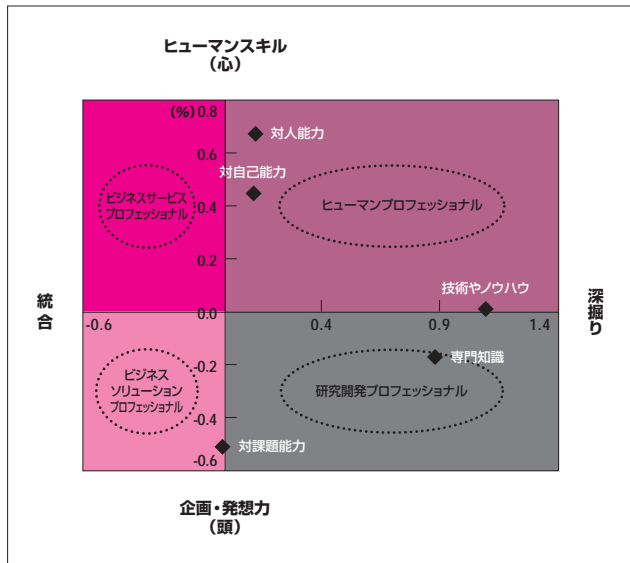 ヒューマンスキル
（心）
(%) 0.8
対人能力
0.6
対自己能力
ビジネスサービス
プロフェッショナル
0.4
ヒューマンプロフェッショナル
0.2
技術やノウハウ
統合
深掘り
0.0
-0.6
0.4
0.9
1.4
-0.2
専門知識
ビジネス
ソリューション
プロフェッショナル
研究開発プロフェッショナル
-0.4
対課題能力
-0.6
企画・発想力
（頭）